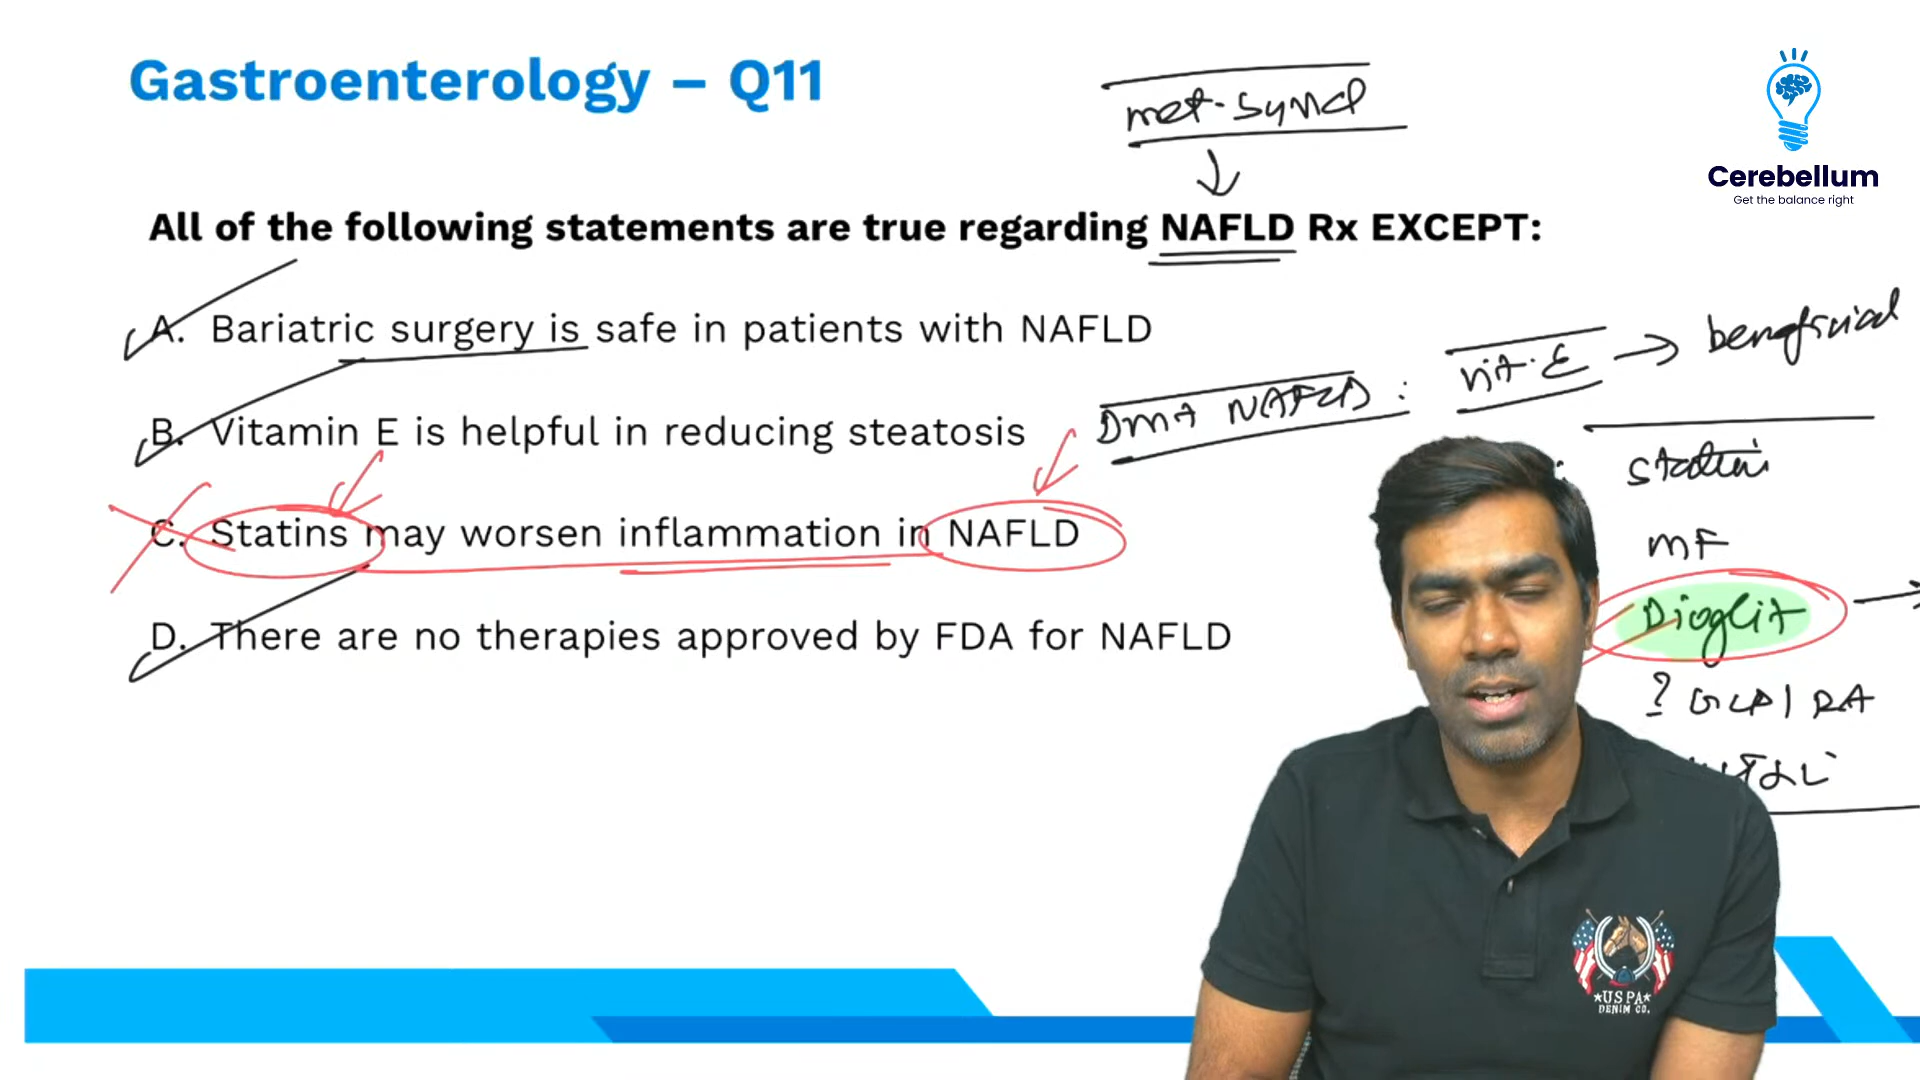 Gastroenterology – Q11
met-synd
Cerebellum
Get the balance right
All of the following statements are true regarding NAFLD Rx EXCEPT:
A. Bariatric surgery is safe in patients with NAFLD
Vit. E → beneficial
B. Vitamin E is helpful in reducing steatosis
NAFLD :
Statin
C. Statins may worsen inflammation in NAFLD
MF
Pioglit
D. There are no therapies approved by FDA for NAFLD
? GLP1 RA
★USPA★
DENIM CO.